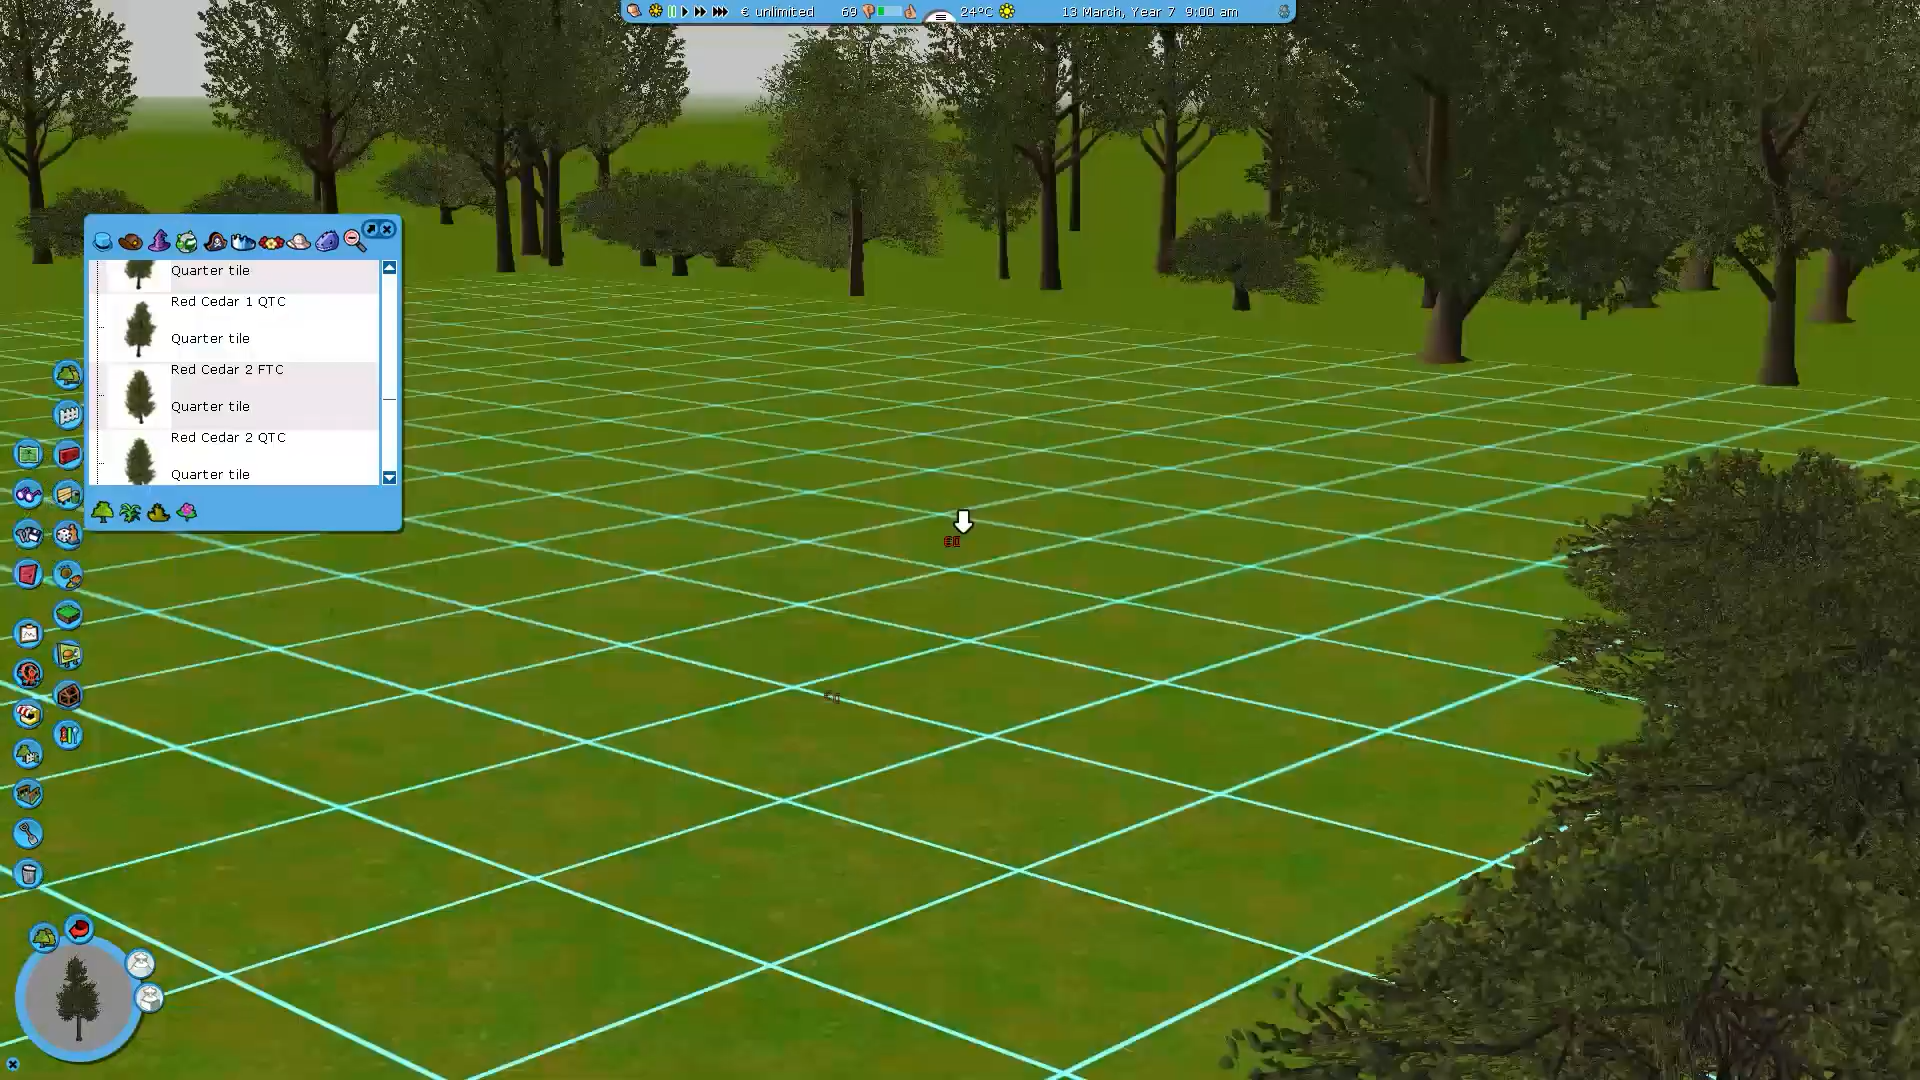 € unlimited 69 24°C 13 March, Year 7 9:00 am
Quarter tile
Red Cedar 1 QTC
Quarter tile
Red Cedar 2 FTC
Quarter tile
Red Cedar 2 QTC
Quarter tile
€0